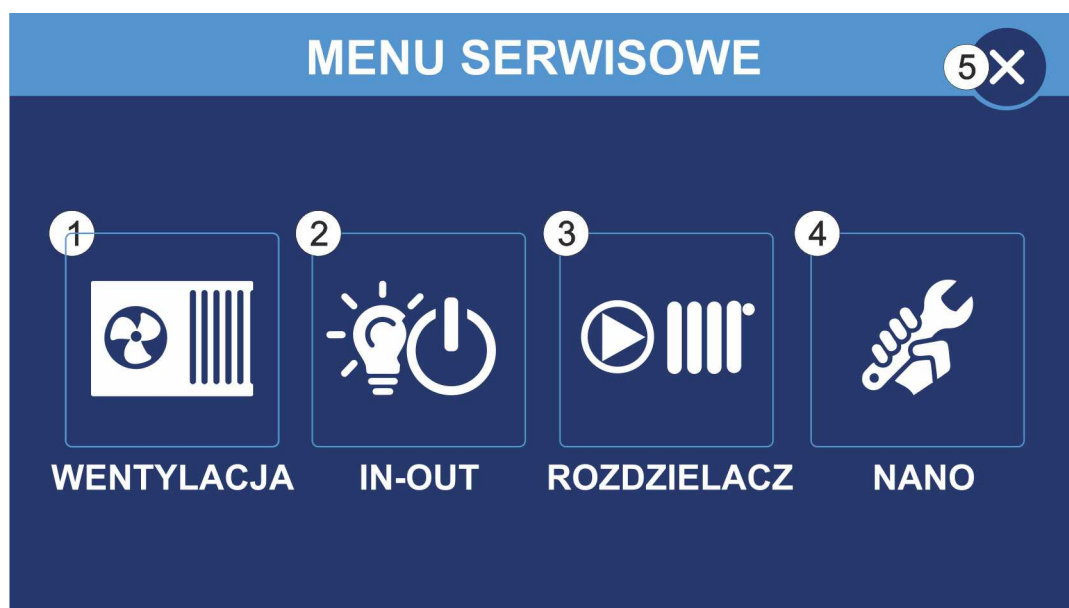 MENU SERWISOWE
5
1
2
3
4
WENTYLACJA
IN-OUT
ROZDZIELACZ
NANO